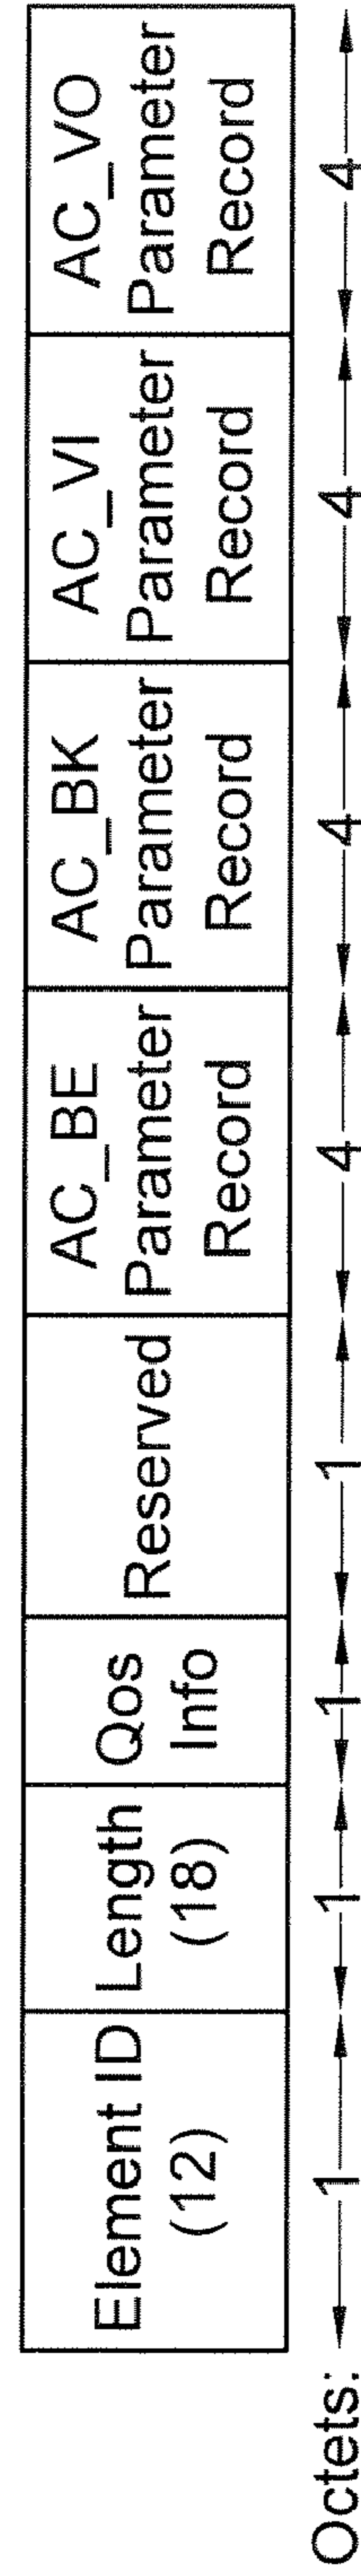 Element ID
(12)
Length
(18)
Qos
Info
Reserved
AC_BE
Parameter
Record
AC_BK
Parameter
Record
AC_VI
Parameter
Record
AC_VO
Parameter
Record
Octets: 1 1 1 1 4 4 4 4